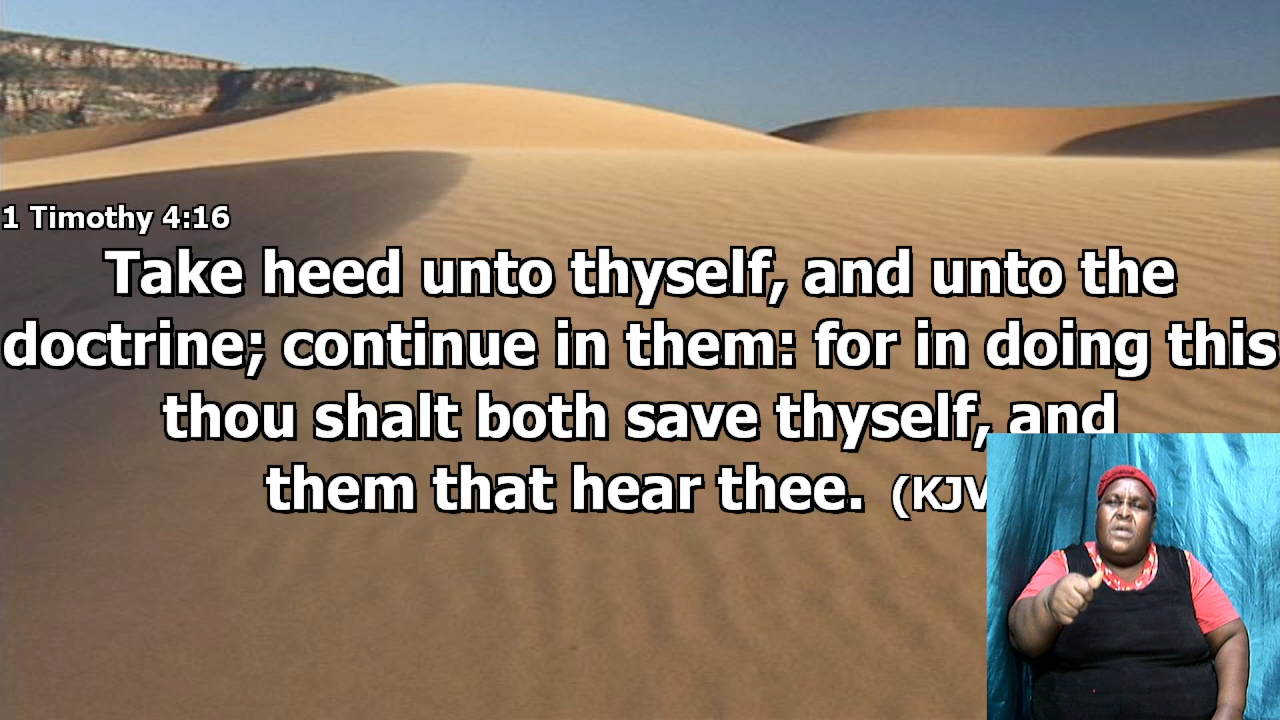 1 Timothy 4:16
Take heed unto thyself, and unto the
doctrine; continue in them: for in doing this
thou shalt both save thyself, and
them that hear thee. (KJV